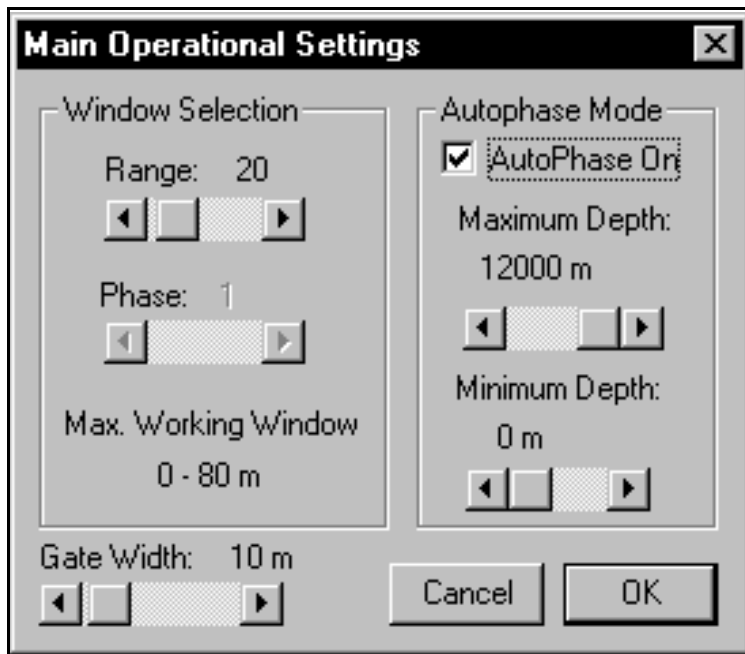 Main Operational Settings
Window Selection
Range: 20
Phase: 1
Max. Working Window
0 - 80 m
Gate Width: 10 m
Autophase Mode
AutoPhase On
Maximum Depth:
12000 m
Minimum Depth:
0 m
Cancel
OK